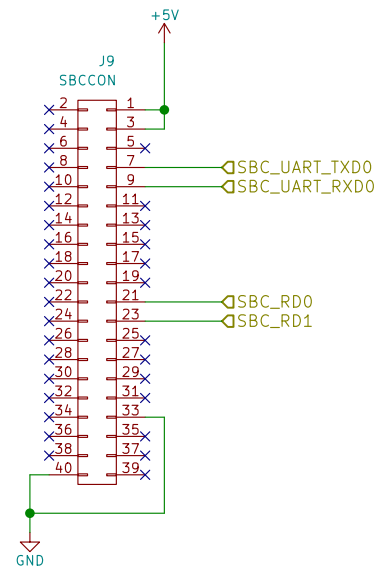 +5V
J9
SBCCON
2 1
4 3
6 5
8 7 SBC_UART_TXD0
10 9 SBC_UART_RXD0
12 11
14 13
16 15
18 17
20 19
22 21 SBC_RD0
24 23 SBC_RD1
26 25
28 27
30 29
32 31
34 33
36 35
38 37
40 39
GND